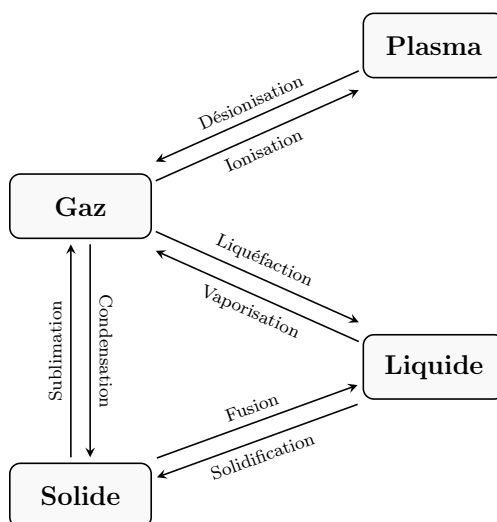 Plasma
Désionisation
Ionisation
Gaz
Liquéfaction
Vaporisation
Sublimation
Condensation
Liquide
Fusion
Solidification
Solide